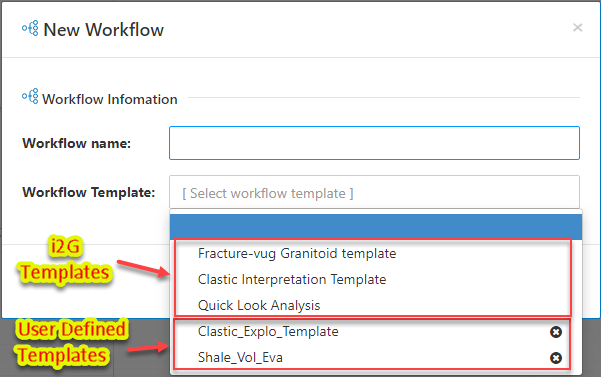 New Workflow
×
Workflow Infomation
Workflow name:
Workflow Template:
[ Select workflow template ]
i2G
Templates
Fracture-vug Granitoid template
Clastic Interpretation Template
Quick Look Analysis
User Defined
Templates
Clastic_Explo_Template
Shale_Vol_Eva